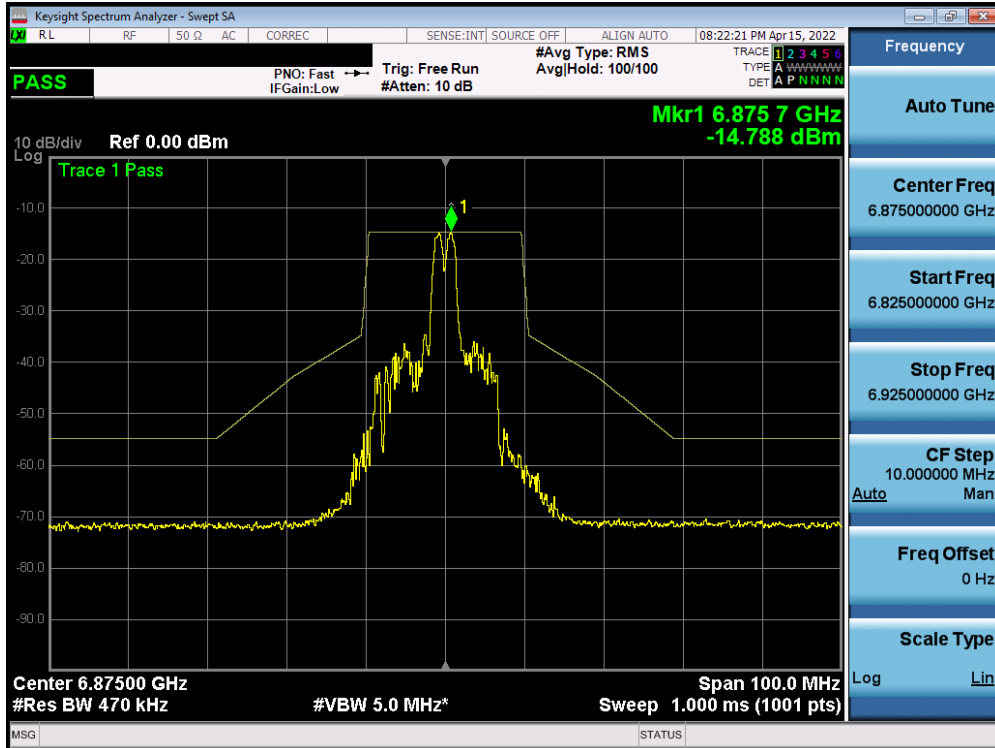 Keysight Spectrum Analyzer - Swept SA
LXI RL RF 50 Ω AC CORREC SENSE:INT SOURCE OFF ALIGN AUTO 08:22:21 PM Apr 15, 2022
PASS
PNO: Fast
IFGain:Low
Trig: Free Run
#Atten: 10 dB
#Avg Type: RMS
Avg|Hold: 100/100
TRACE 1 2 3 4 5 6
TYPE A WWWWW
DET A P N N N N
Mkr1 6.875 7 GHz
-14.788 dBm
10 dB/div Ref 0.00 dBm
Log
Trace 1 Pass
1
-10.0
-20.0
-30.0
-40.0
-50.0
-60.0
-70.0
-80.0
-90.0
Center 6.87500 GHz Span 100.0 MHz
#Res BW 470 kHz #VBW 5.0 MHz* Sweep 1.000 ms (1001 pts)
MSG STATUS
Frequency
Auto Tune
Center Freq
6.875000000 GHz
Start Freq
6.825000000 GHz
Stop Freq
6.925000000 GHz
CF Step
10.000000 MHz
Auto Man
Freq Offset
0 Hz
Scale Type
Log Lin